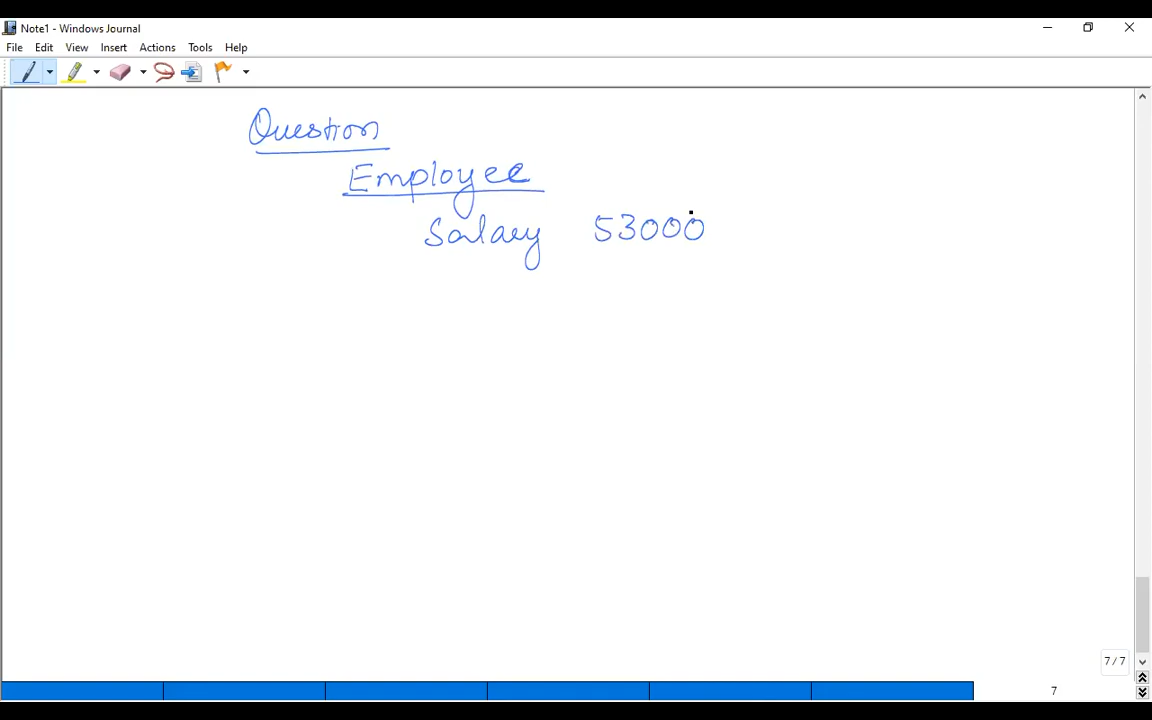 Note1 - Windows Journal
File Edit View Insert Actions Tools Help
Question
Employee
Salary 53000
7 / 7
7